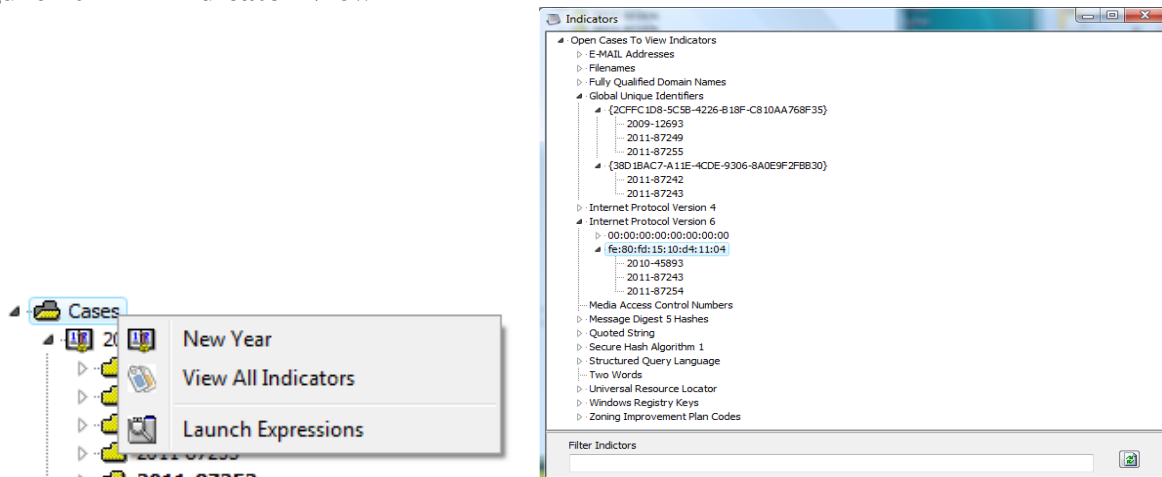 Cases
New Year
View All Indicators
Launch Expressions
Indicators
Open Cases To View Indicators
E-MAIL Addresses
Filenames
Fully Qualified Domain Names
Global Unique Identifiers
{2CFFC1D8-5C5B-4226-B18F-C810AA768F35}
2009-12693
2011-87249
2011-87255
{38D1BAC7-A11E-4CDE-9306-8A0E9F2FBB30}
2011-87242
2011-87243
Internet Protocol Version 4
Internet Protocol Version 6
00:00:00:00:00:00:00:00
fe:80:fd:15:10:d4:11:04
2010-45893
2011-87243
2011-87254
Media Access Control Numbers
Message Digest 5 Hashes
Quoted String
Secure Hash Algorithm 1
Structured Query Language
Two Words
Universal Resource Locator
Windows Registry Keys
Zoning Improvement Plan Codes
Filter Indictors